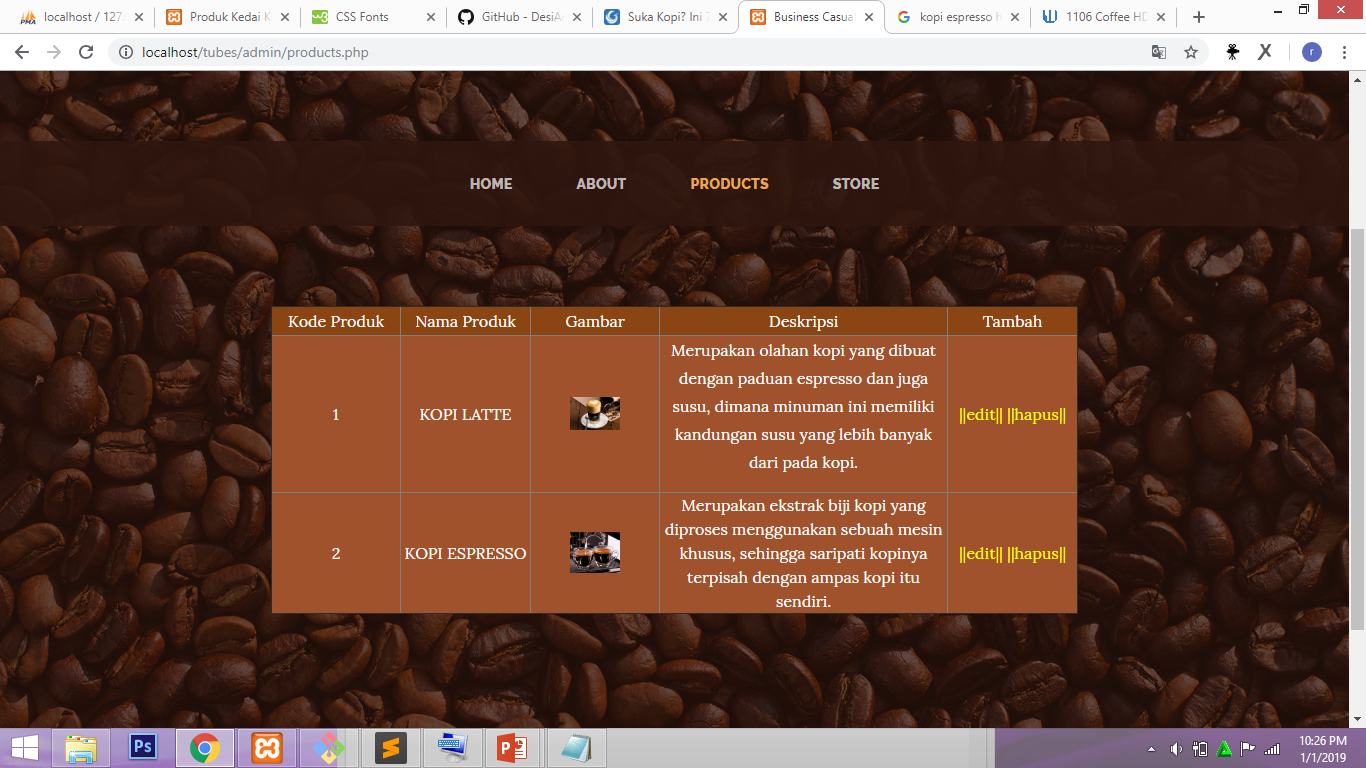 localhost / 127.
Produk Kedai K
CSS Fonts
GitHub - DesiA
Suka Kopi? Ini 7
Business Casual
kopi espresso h
1106 Coffee HD
localhost/tubes/admin/products.php
r
HOME ABOUT PRODUCTS STORE
Kode Produk Nama Produk Gambar Deskripsi Tambah
Merupakan olahan kopi yang dibuat
dengan paduan espresso dan juga
1 KOPI LATTE susu, dimana minuman ini memiliki ||edit|| ||hapus||
kandungan susu yang lebih banyak
dari pada kopi.
Merupakan ekstrak biji kopi yang
diproses menggunakan sebuah mesin
2 KOPI ESPRESSO khusus, sehingga saripati kopinya ||edit|| ||hapus||
terpisah dengan ampas kopi itu
sendiri.
Ps
10:26 PM
1/1/2019